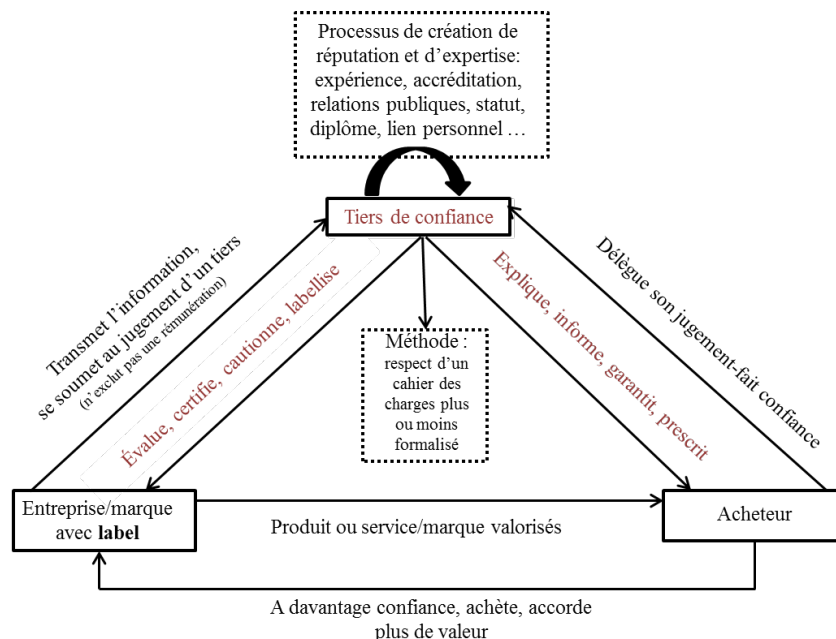 Processus de création de
réputation et d’expertise:
expérience, accréditation,
relations publiques, statut,
diplôme, lien personnel …
Tiers de confiance
Transmet l’information,
se soumet au jugement d’un tiers
(n’exclut pas une rémunération)
Évalue, certifie, cautionne, labellise
Méthode :
respect d’un
cahier des
charges plus
ou moins
formalisé
Explique, informe, garantit, prescrit
Délègue son jugement-fait confiance
Entreprise/marque
avec label
Produit ou service/marque valorisés
Acheteur
A davantage confiance, achète, accorde
plus de valeur